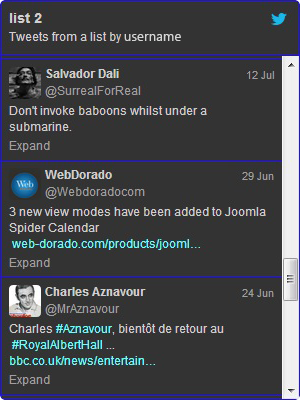 list 2
Tweets from a list by username
Salvador Dali 12 Jul
@SurrealForReal
Don't invoke baboons whilst under a
submarine.
Expand
Web
WebDorado 29 Jun
@Webdoradocom
3 new view modes have been added to Joomla
Spider Calendar
web-dorado.com/products/jooml...
Expand
Charles Aznavour 24 Jun
@MrAznavour
Charles #Aznavour, bientôt de retour au
#RoyalAlbertHall ...
bbc.co.uk/news/entertain...
Expand